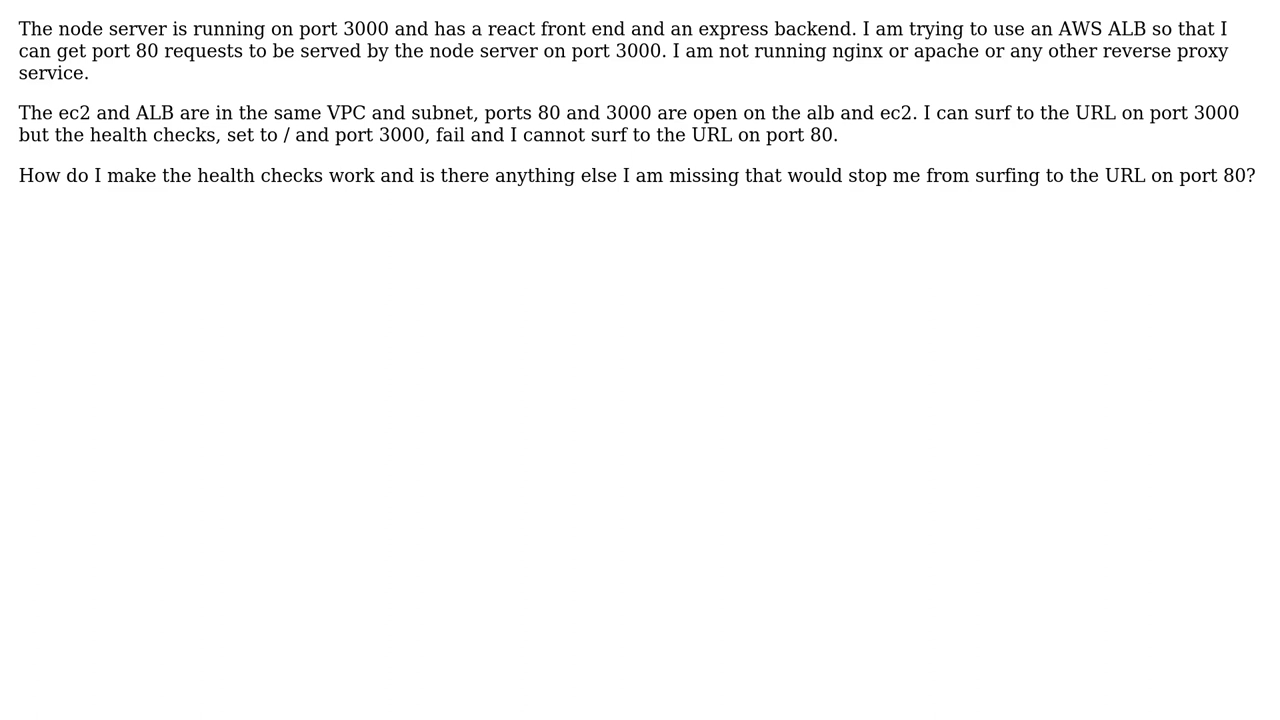 The node server is running on port 3000 and has a react front end and an express backend. I am trying to use an AWS ALB so that I
can get port 80 requests to be served by the node server on port 3000. I am not running nginx or apache or any other reverse proxy
service.
The ec2 and ALB are in the same VPC and subnet, ports 80 and 3000 are open on the alb and ec2. I can surf to the URL on port 3000
but the health checks, set to / and port 3000, fail and I cannot surf to the URL on port 80.
How do I make the health checks work and is there anything else I am missing that would stop me from surfing to the URL on port 80?